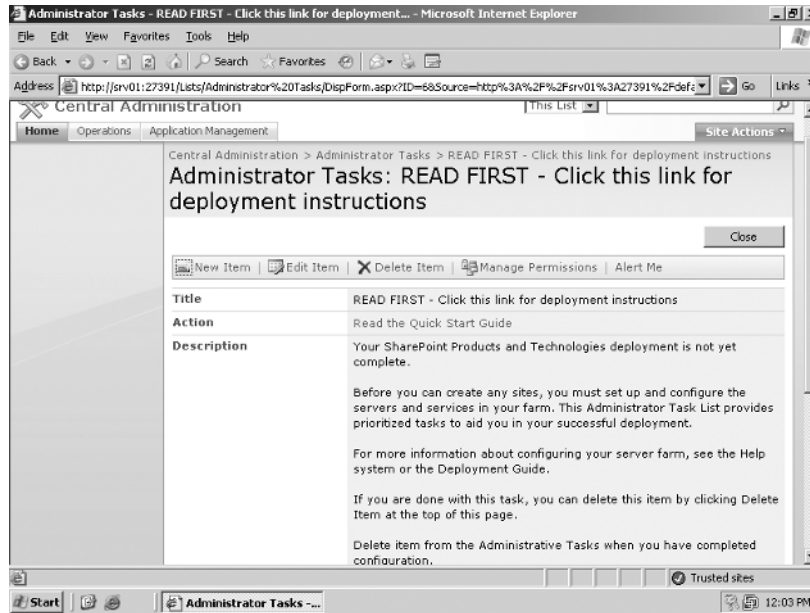 Administrator Tasks - READ FIRST - Click this link for deployment... - Microsoft Internet Explorer
File Edit View Favorites Tools Help
Back Search Favorites
Address http://srv01:27391/Lists/Administrator%20Tasks/DispForm.aspx?ID=6&Source=http%3A%2F%2Fsrv01%3A27391%2Fdefa Go Links
Central Administration This List
Home Operations Application Management Site Actions
Central Administration > Administrator Tasks > READ FIRST - Click this link for deployment instructions
Administrator Tasks: READ FIRST - Click this link for
deployment instructions
Close
New Item | Edit Item | Delete Item | Manage Permissions | Alert Me
Title READ FIRST - Click this link for deployment instructions
Action Read the Quick Start Guide
Description Your SharePoint Products and Technologies deployment is not yet
complete.
Before you can create any sites, you must set up and configure the
servers and services in your farm. This Administrator Task List provides
prioritized tasks to aid you in your successful deployment.
For more information about configuring your server farm, see the Help
system or the Deployment Guide.
If you are done with this task, you can delete this item by clicking Delete
Item at the top of this page.
Delete item from the Administrative Tasks when you have completed
configuration.
Trusted sites
Start Administrator Tasks -... 12:03 PM